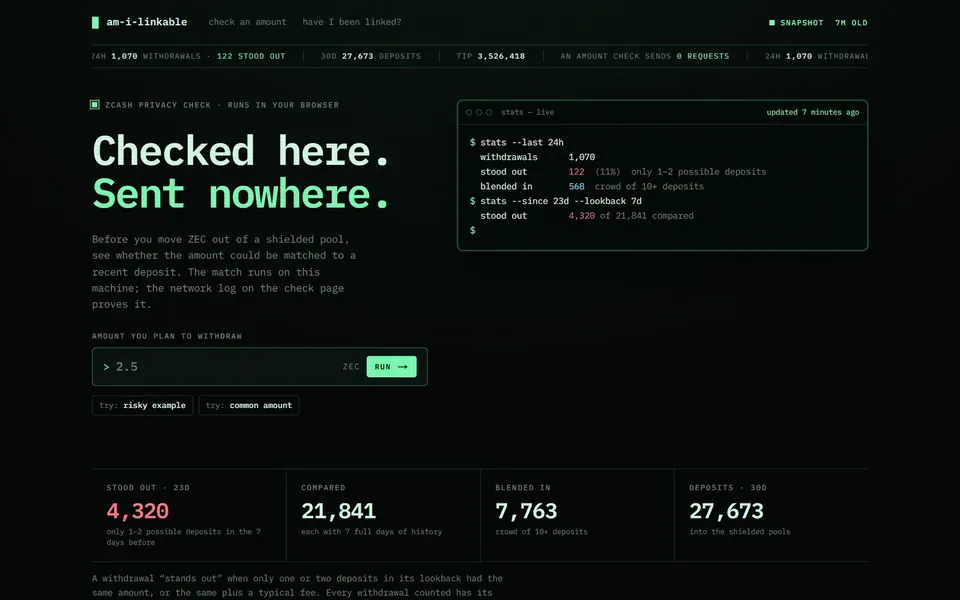 am-i-linkable check an amount have I been linked? SNAPSHOT 7M OLD
24H 1,070 WITHDRAWALS · 122 STOOD OUT 30D 27,673 DEPOSITS TIP 3,526,418 AN AMOUNT CHECK SENDS 0 REQUESTS 24H 1,070 WITHDRAWAL
ZCASH PRIVACY CHECK · RUNS IN YOUR BROWSER
Checked here.
Sent nowhere.
Before you move ZEC out of a shielded pool,
see whether the amount could be matched to a
recent deposit. The match runs on this
machine; the network log on the check page
proves it.
AMOUNT YOU PLAN TO WITHDRAW
> 2.5 ZEC RUN →
try: risky example try: common amount
stats — live updated 7 minutes ago
$ stats --last 24h
withdrawals 1,070
stood out 122 (11%) only 1–2 possible deposits
blended in 568 crowd of 10+ deposits
$ stats --since 23d --lookback 7d
stood out 4,320 of 21,841 compared
$
STOOD OUT · 23D
4,320
only 1–2 possible deposits in the 7
days before
COMPARED
21,841
each with 7 full days of history
BLENDED IN
7,763
crowd of 10+ deposits
DEPOSITS · 30D
27,673
into the shielded pools
A withdrawal “stands out” when only one or two deposits in its lookback had the
same amount, or the same plus a typical fee. Every withdrawal counted has its